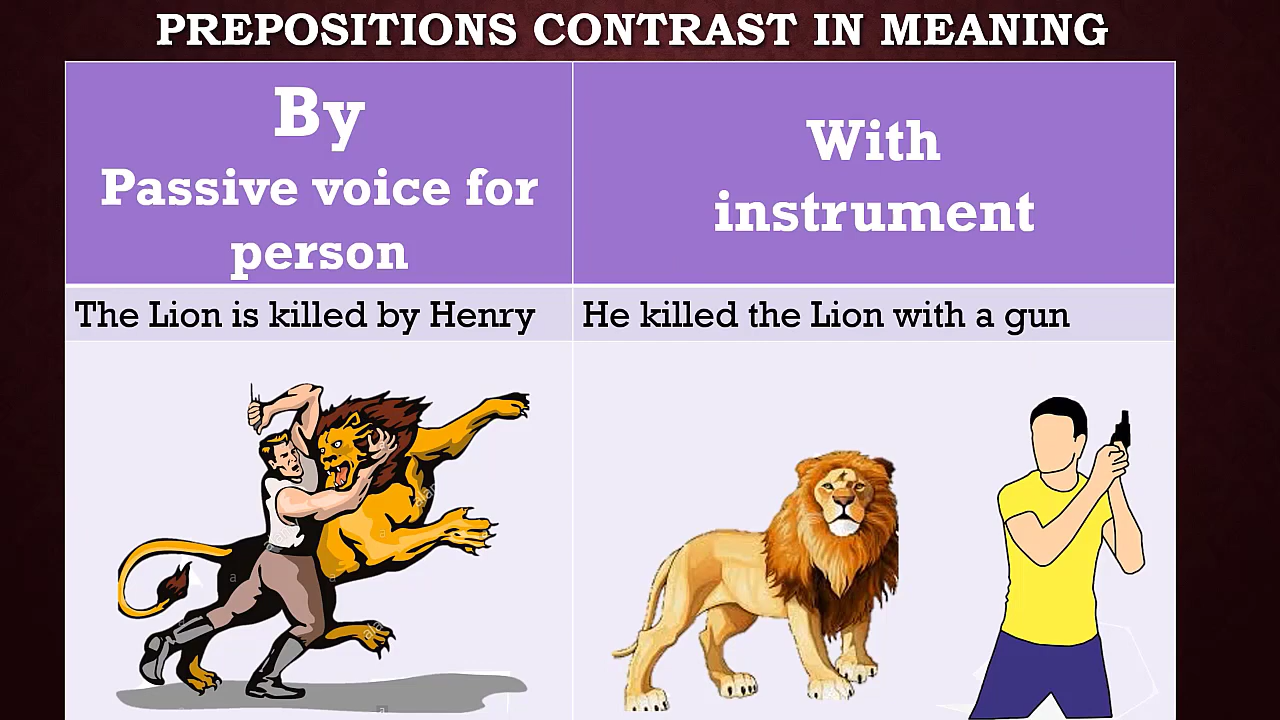 PREPOSITIONS CONTRAST IN MEANING
By
Passive voice for
person
With
instrument
The Lion is killed by Henry
He killed the Lion with a gun